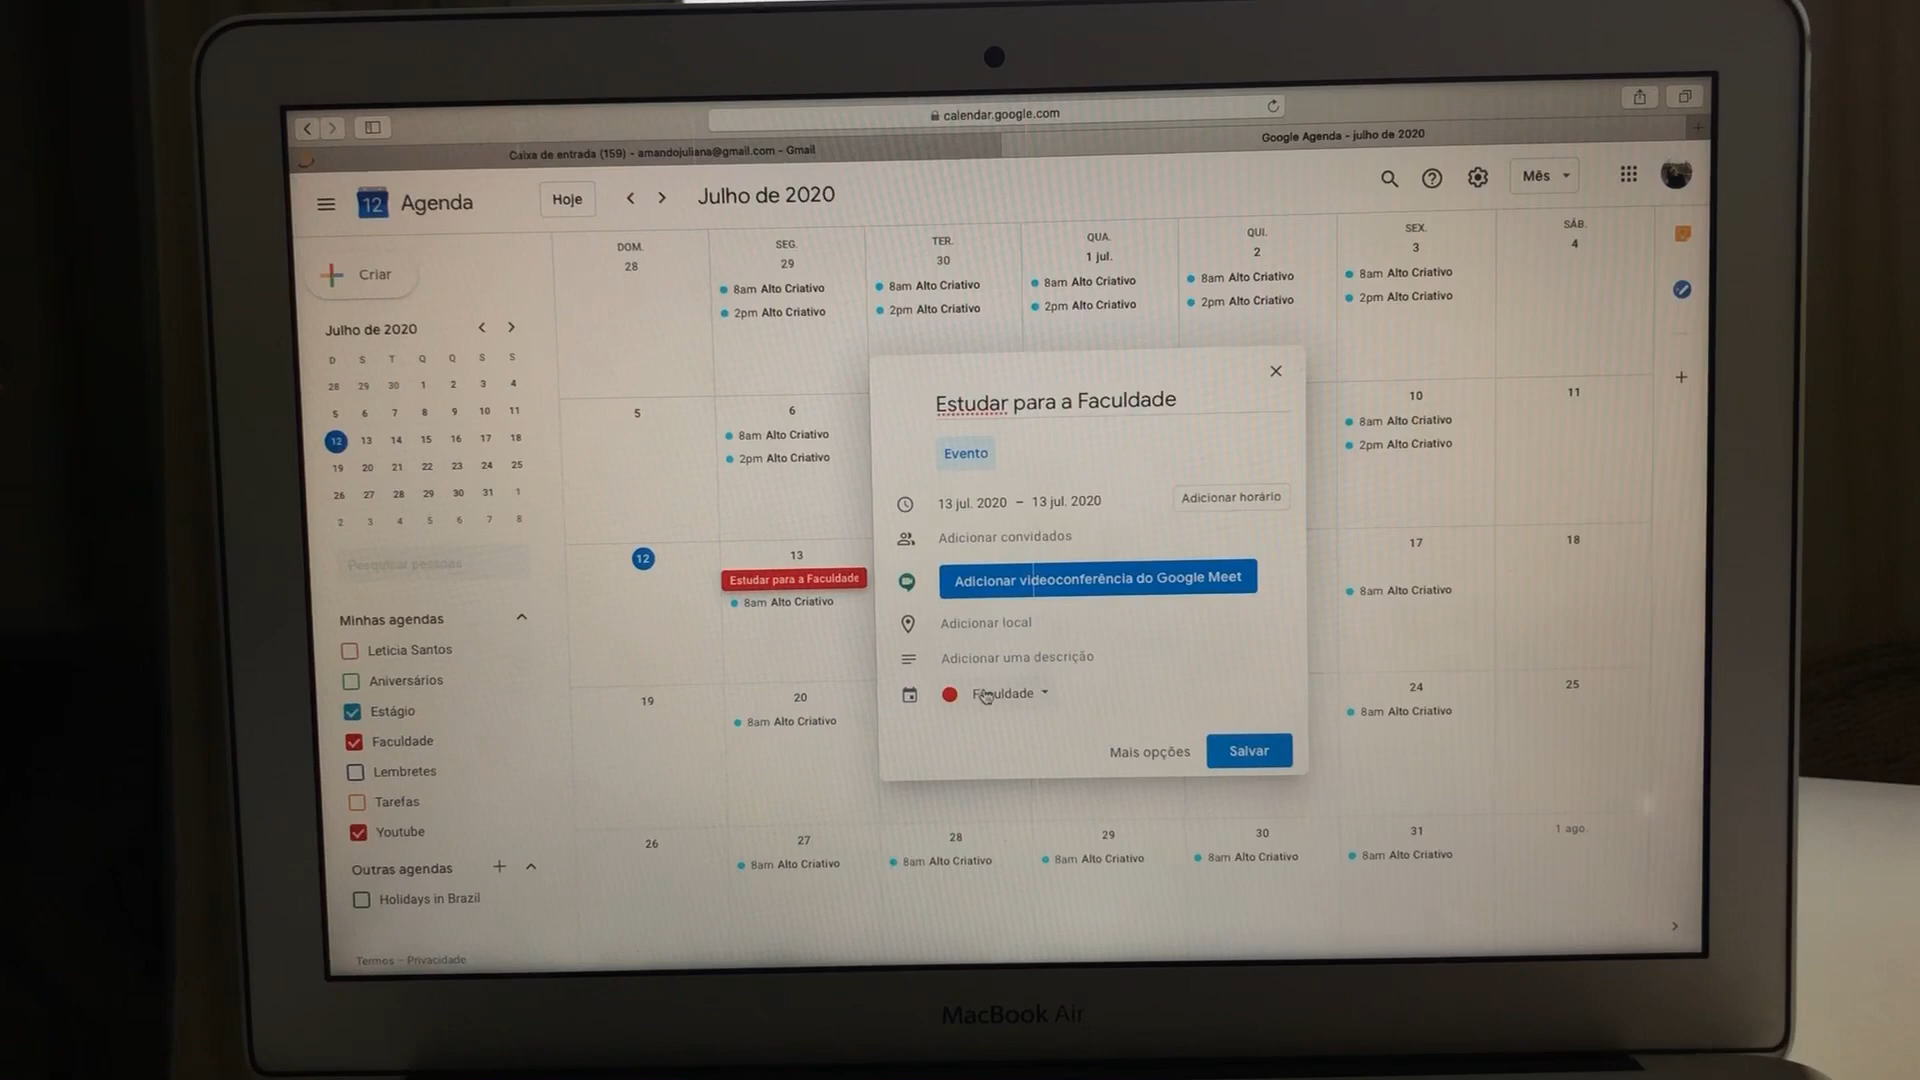 calendar.google.com
Caixa de entrada (159) - amandojuliana@gmail.com - Gmail
Google Agenda - julho de 2020
12
Agenda
Hoje
Julho de 2020
Mês
Criar
DOM.
28
SEG.
29
8am Alto Criativo
2pm Alto Criativo
TER.
30
8am Alto Criativo
2pm Alto Criativo
QUA.
1 jul.
8am Alto Criativo
2pm Alto Criativo
QUI.
2
8am Alto Criativo
2pm Alto Criativo
SEX.
3
8am Alto Criativo
2pm Alto Criativo
SÁB.
4
Julho de 2020
D S T Q Q S S
28 29 30 1 2 3 4
5 6 7 8 9 10 11
12 13 14 15 16 17 18
19 20 21 22 23 24 25
26 27 28 29 30 31 1
2 3 4 5 6 7 8
Pesquisar pessoas
Minhas agendas
Leticia Santos
Aniversários
Estágio
Faculdade
Lembretes
Tarefas
Youtube
Outras agendas
Holidays in Brazil
Termos – Privacidade
5
6
8am Alto Criativo
2pm Alto Criativo
10
8am Alto Criativo
2pm Alto Criativo
11
12
13
Estudar para a Faculdade
8am Alto Criativo
17
8am Alto Criativo
18
19
20
8am Alto Criativo
24
8am Alto Criativo
25
26
27
8am Alto Criativo
28
8am Alto Criativo
29
8am Alto Criativo
30
8am Alto Criativo
31
8am Alto Criativo
1 ago.
Estudar para a Faculdade
Evento
13 jul. 2020 – 13 jul. 2020
Adicionar horário
Adicionar convidados
Adicionar videoconferência do Google Meet
Adicionar local
Adicionar uma descrição
Faculdade
Mais opções
Salvar
MacBook Air